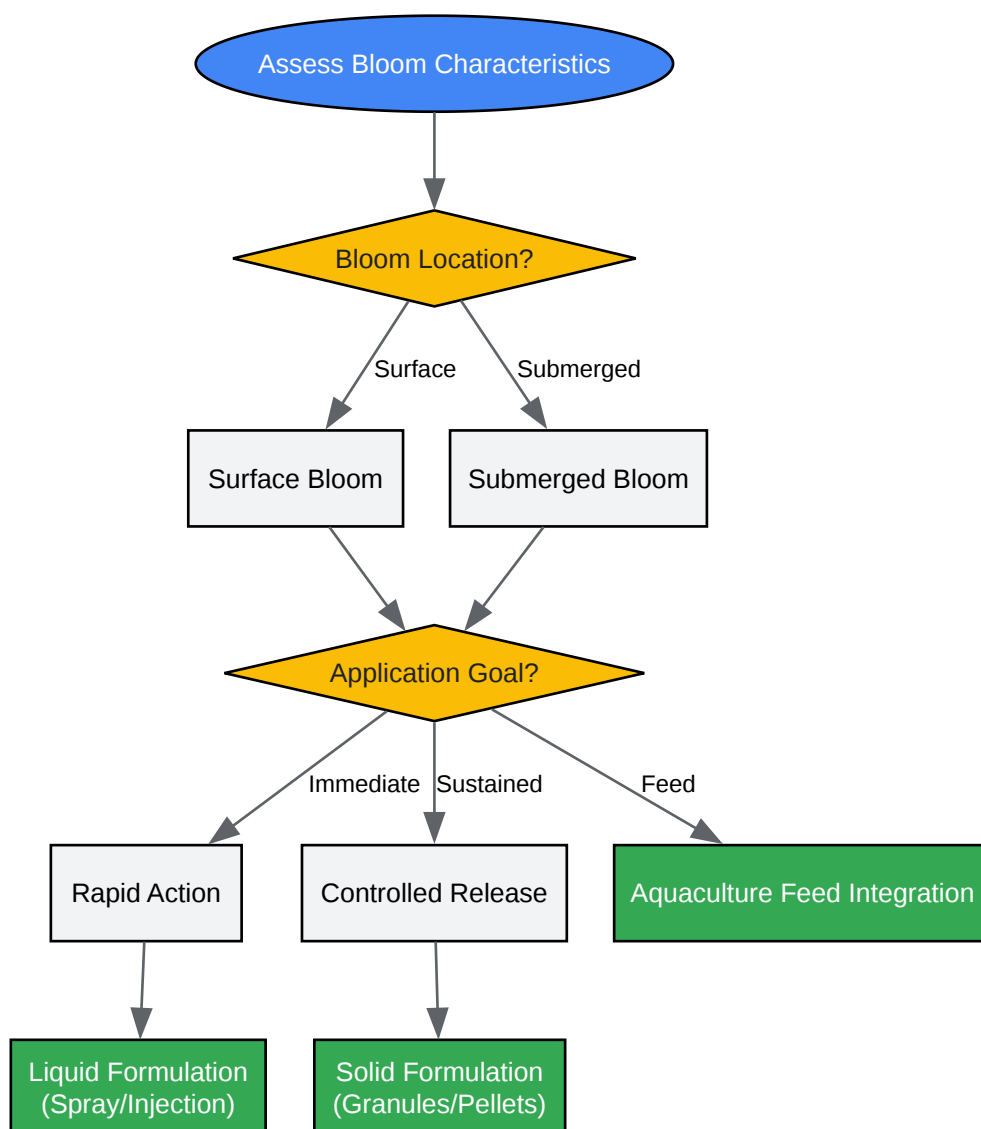 Assess Bloom Characteristics
Bloom Location?
Surface
Submerged
Surface Bloom
Submerged Bloom
Application Goal?
Immediate
Sustained
Feed
Rapid Action
Controlled Release
Aquaculture Feed Integration
Liquid Formulation
(Spray/Injection)
Solid Formulation
(Granules/Pellets)